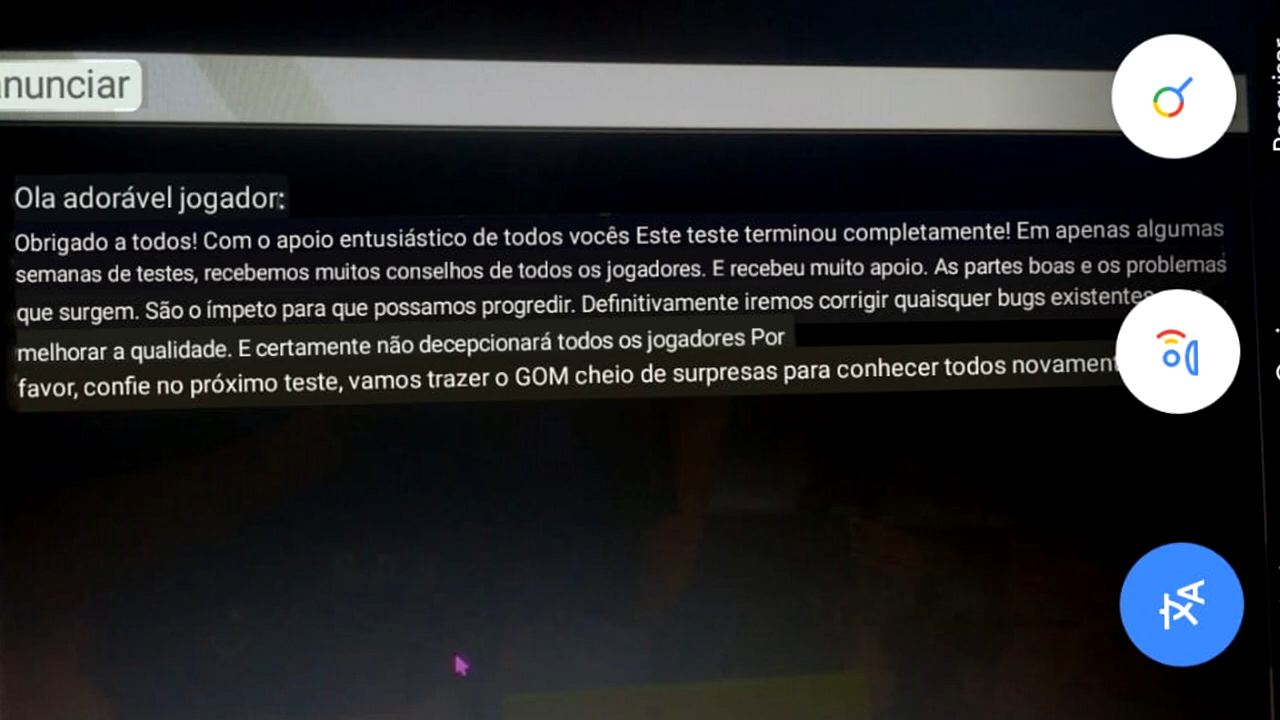 nunciar
Ola adorável jogador:
Obrigado a todos! Com o apoio entusiástico de todos vocês Este teste terminou completamente! Em apenas algumas
semanas de testes, recebemos muitos conselhos de todos os jogadores. E recebeu muito apoio. As partes boas e os problemas
que surgem. São o ímpeto para que possamos progredir. Definitivamente iremos corrigir quaisquer bugs existentes
melhorar a qualidade. E certamente não decepcionará todos os jogadores Por
favor, confie no próximo teste, vamos trazer o GOM cheio de surpresas para conhecer todos novament